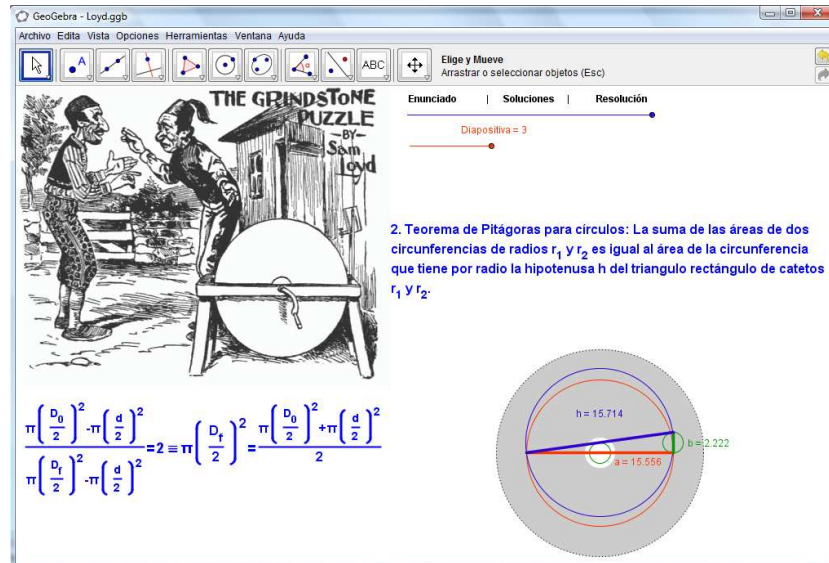 GeoGebra - Loyd.ggb
Archivo Edita Vista Opciones Herramientas Ventana Ayuda
A
α
ABC
Elige y Mueve
Arrastrar o seleccionar objetos (Esc)
THE GRINDSTONE
PUZZLE
-BY-
Sam
Loyd
Enunciado | Soluciones | Resolución
Diapositiva = 3
2. Teorema de Pitágoras para círculos: La suma de las áreas de dos
circunferencias de radios r₁ y r₂ es igual al área de la circunferencia
que tiene por radio la hipotenusa h del triangulo rectángulo de catetos
r₁ y r₂.
(π(D₀/2)²-π(d/2)²)/(π(D_f/2)²-π(d/2)²)=2≡π(D_f/2)²=(π(D₀/2)²+π(d/2)²)/2
h = 15.714
b = 2.222
a = 15.556